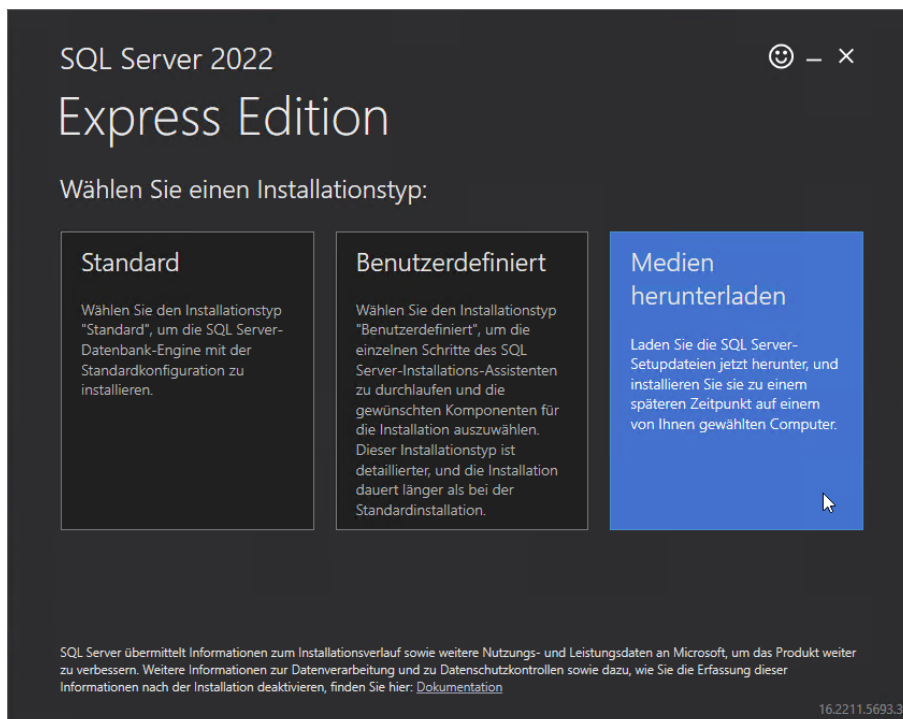 SQL Server 2022
Express Edition
Wählen Sie einen Installationstyp:
Standard
Wählen Sie den Installationstyp
"Standard", um die SQL Server-
Datenbank-Engine mit der
Standardkonfiguration zu
installieren.
Benutzerdefiniert
Wählen Sie den Installationstyp
"Benutzerdefiniert", um die
einzelnen Schritte des SQL
Server-Installations-Assistenten
zu durchlaufen und die
gewünschten Komponenten für
die Installation auszuwählen.
Dieser Installationstyp ist
detaillierter, und die Installation
dauert länger als bei der
Standardinstallation.
Medien
herunterladen
Laden Sie die SQL Server-
Setupdateien jetzt herunter, und
installieren Sie sie zu einem
späteren Zeitpunkt auf einem
von Ihnen gewählten Computer.
SQL Server übermittelt Informationen zum Installationsverlauf sowie weitere Nutzungs- und Leistungsdaten an Microsoft, um das Produkt weiter
zu verbessern. Weitere Informationen zur Datenverarbeitung und zu Datenschutzkontrollen sowie dazu, wie Sie die Erfassung dieser
Informationen nach der Installation deaktivieren, finden Sie hier: Dokumentation
16.2211.5693.3